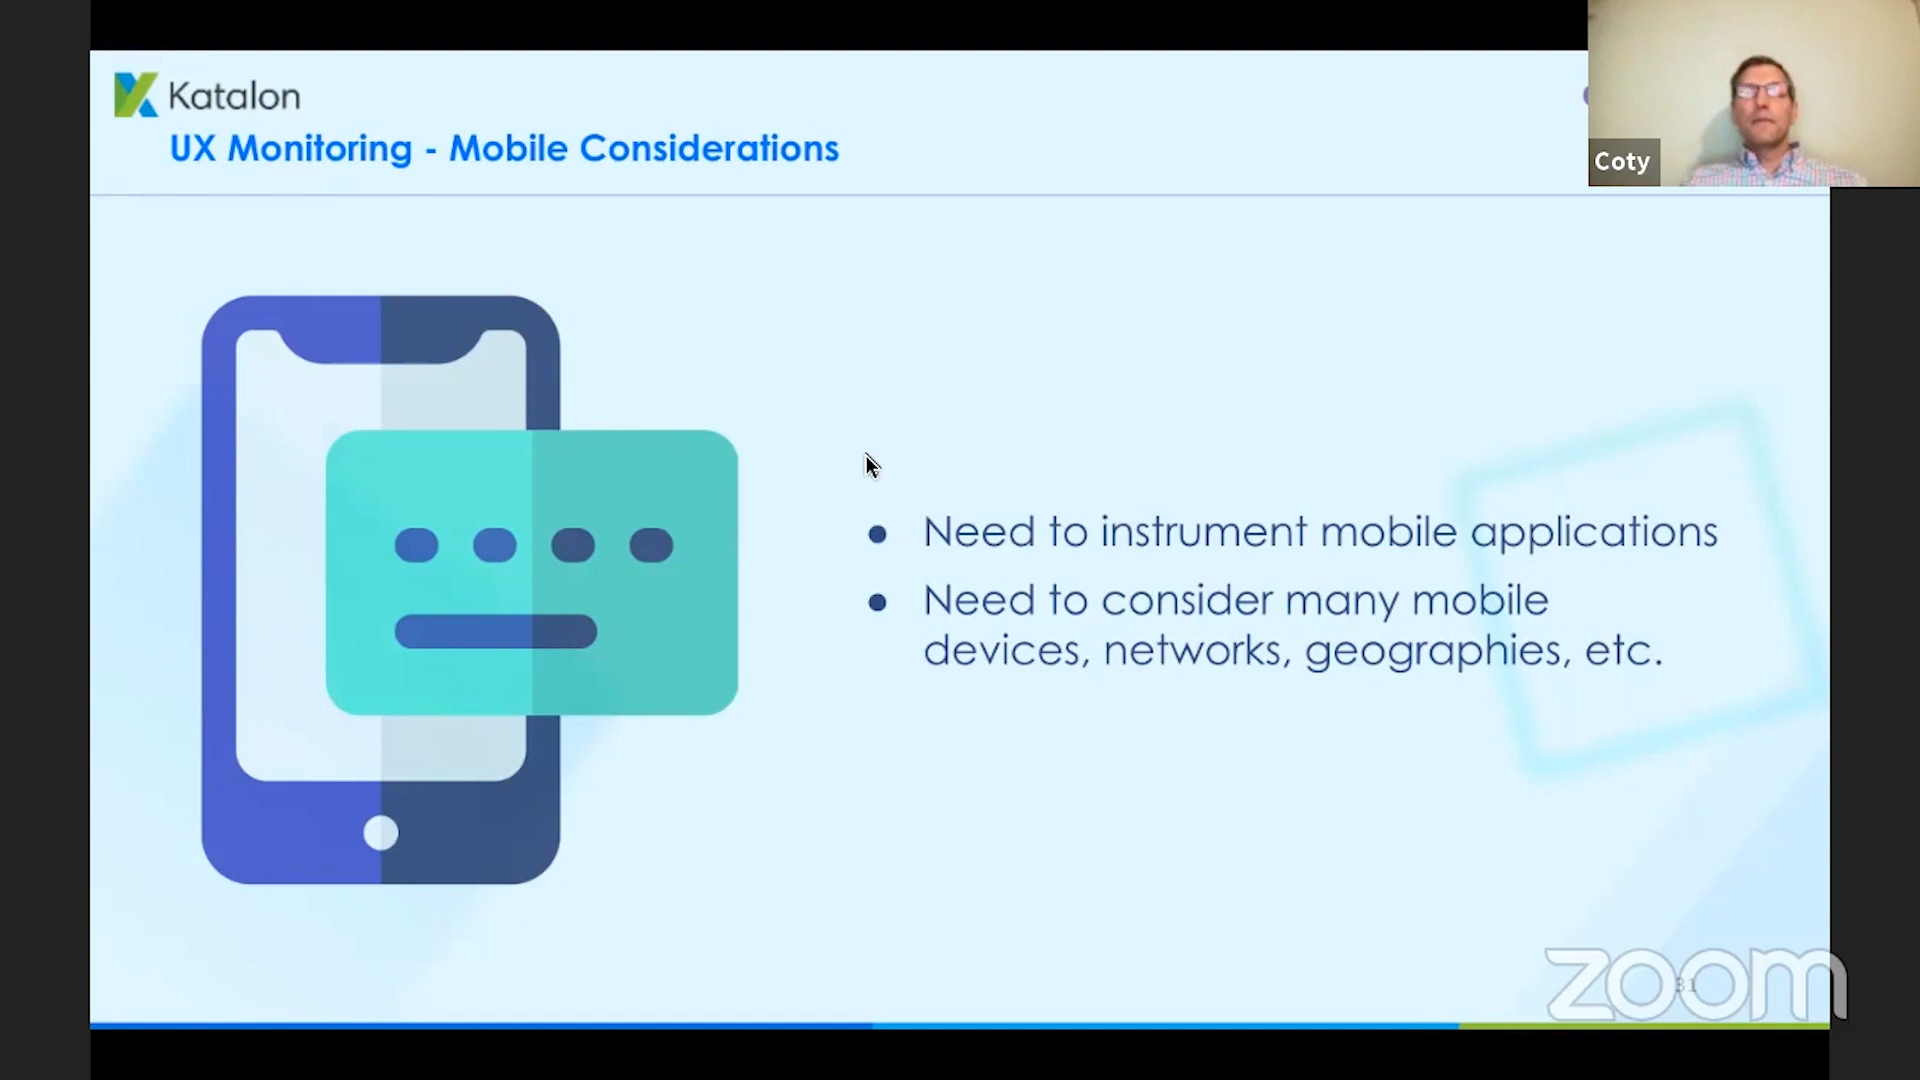 Katalon
UX Monitoring - Mobile Considerations
Coty
● Need to instrument mobile applications
● Need to consider many mobile
devices, networks, geographies, etc.
31
zoom